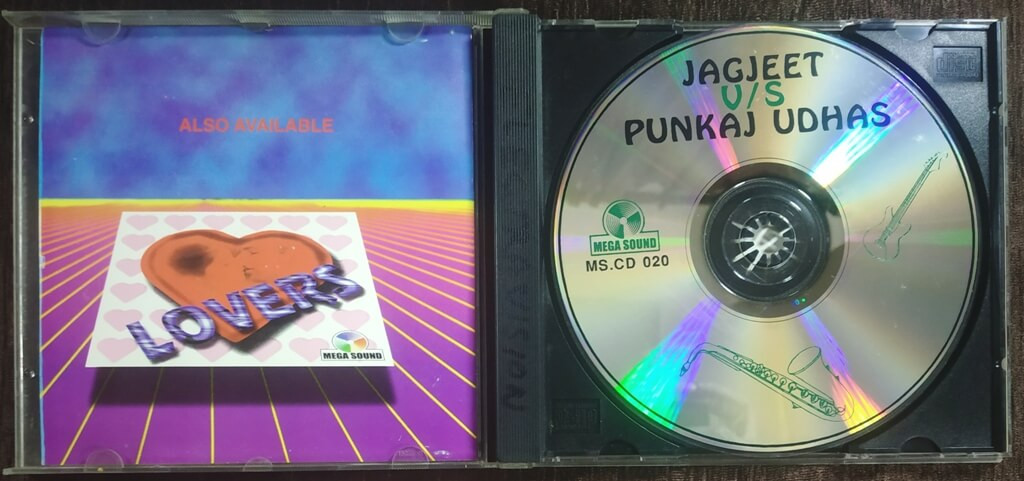 ALSO AVAILABLE
LOVERS
MEGA SOUND
JAGJEET
V/S
PUNKAJ UDHAS
MEGA SOUND
MS.CD 020